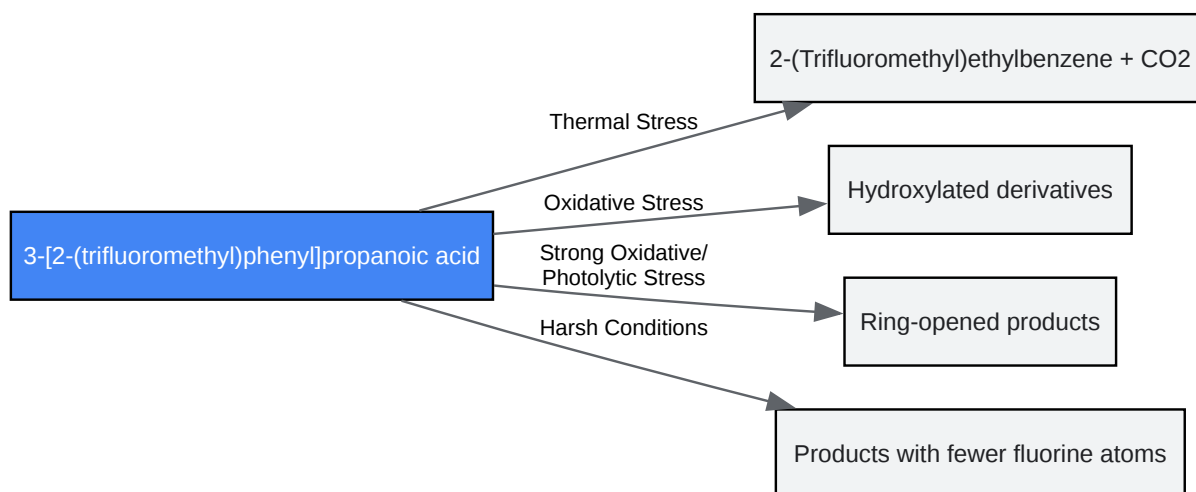 2-(Trifluoromethyl)ethylbenzene + CO2
Thermal Stress
Oxidative Stress
Hydroxylated derivatives
3-[2-(trifluoromethyl)phenyl]propanoic acid
Strong Oxidative/
Photolytic Stress
Ring-opened products
Harsh Conditions
Products with fewer fluorine atoms